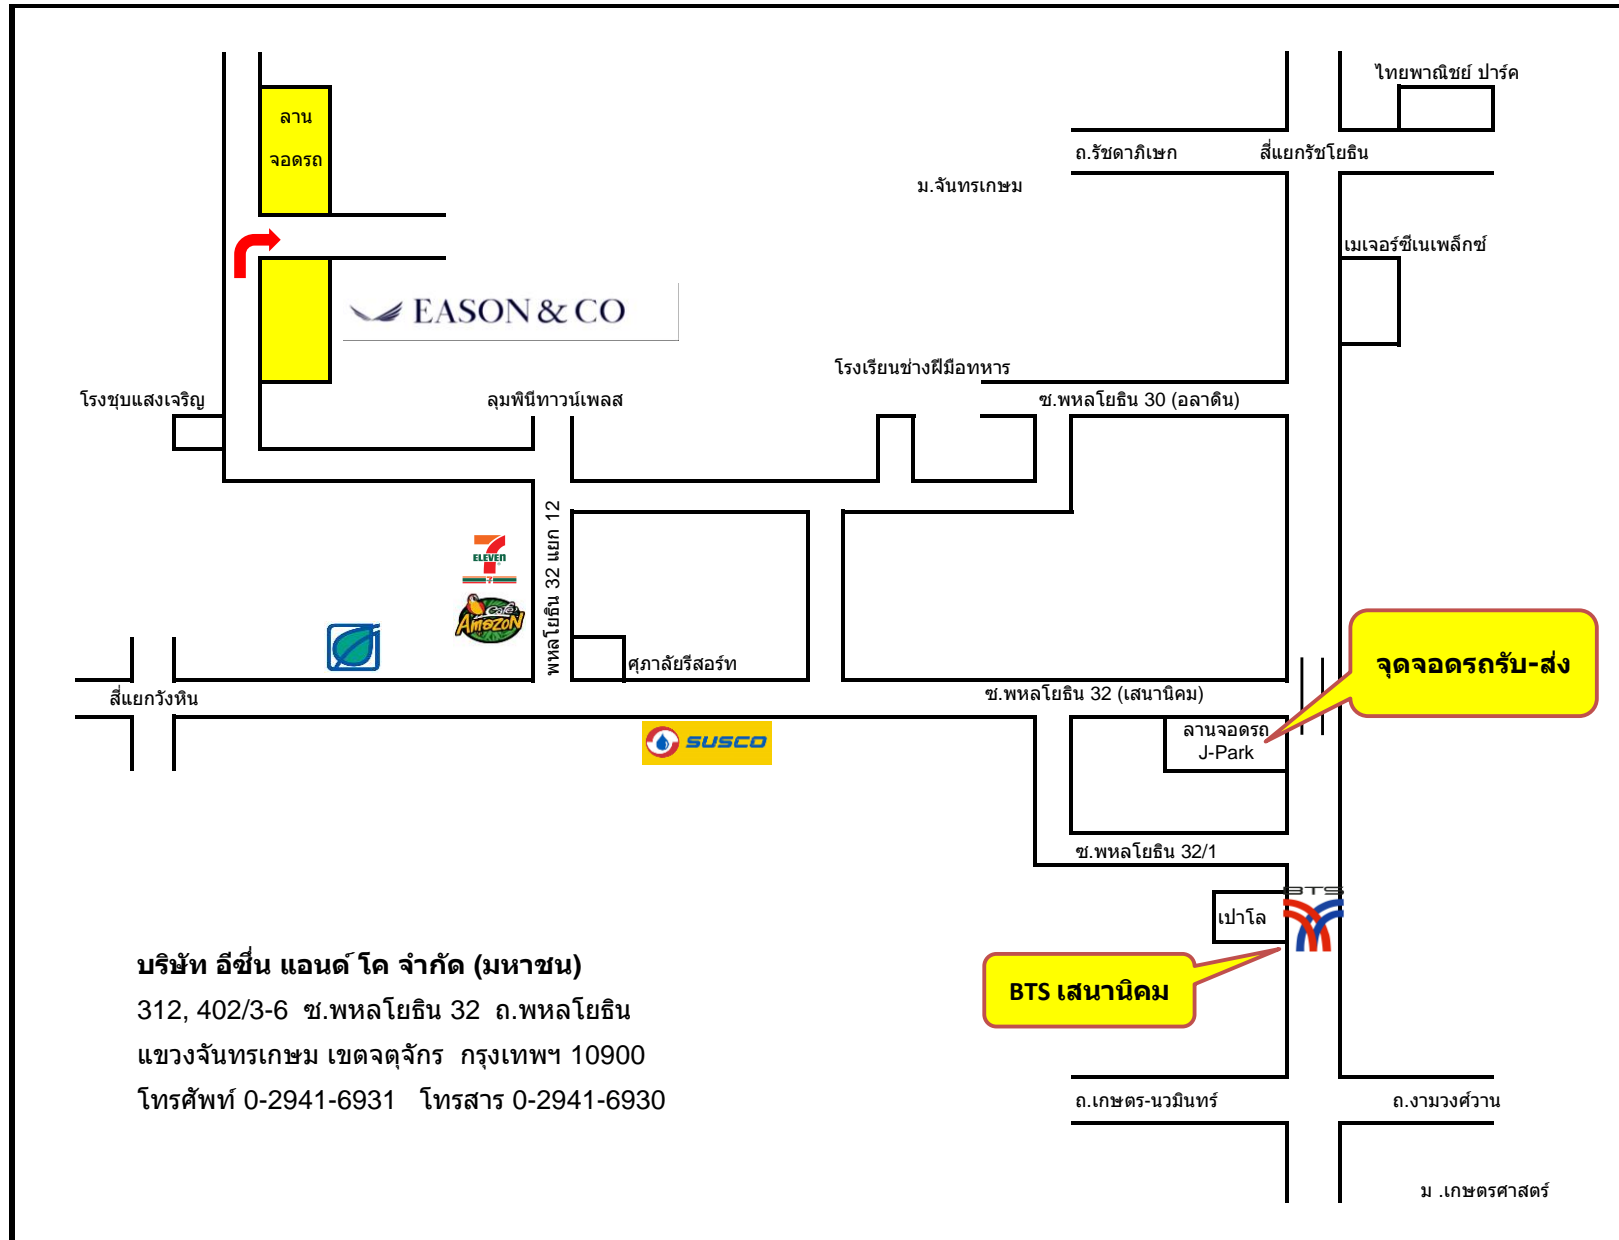 ไทยพาณิชย์ ปาร์ค
ลาน
จอดรถ
ถ.รัชดาภิเษก
สี่แยกรัชโยธิน
ม.จันทรเกษม
เมเจอร์ซีเนเพล็กซ์
EASON & CO
โรงเรียนช่างฝีมือทหาร
โรงชุบแสงเจริญ
ลุมพินีทาวน์เพลส
ซ.พหลโยธิน 30 (อลาดิน)
พหลโยธิน 32 แยก 12
7
ELEVEN
7
café
AMAZON
ศุภาลัยรีสอร์ท
จุดจอดรถรับ-ส่ง
สี่แยกวังหิน
ซ.พหลโยธิน 32 (เสนานิคม)
SUSCO
ลานจอดรถ
J-Park
ซ.พหลโยธิน 32/1
BTS
เปาโล
BTS เสนานิคม
บริษัท อีซึ่น แอนด์ โค จำกัด (มหาชน)
312, 402/3-6 ซ.พหลโยธิน 32 ถ.พหลโยธิน
แขวงจันทรเกษม เขตจตุจักร กรุงเทพฯ 10900
โทรศัพท์ 0-2941-6931 โทรสาร 0-2941-6930
ถ.เกษตร-นวมินทร์
ถ.งามวงศ์วาน
ม .เกษตรศาสตร์